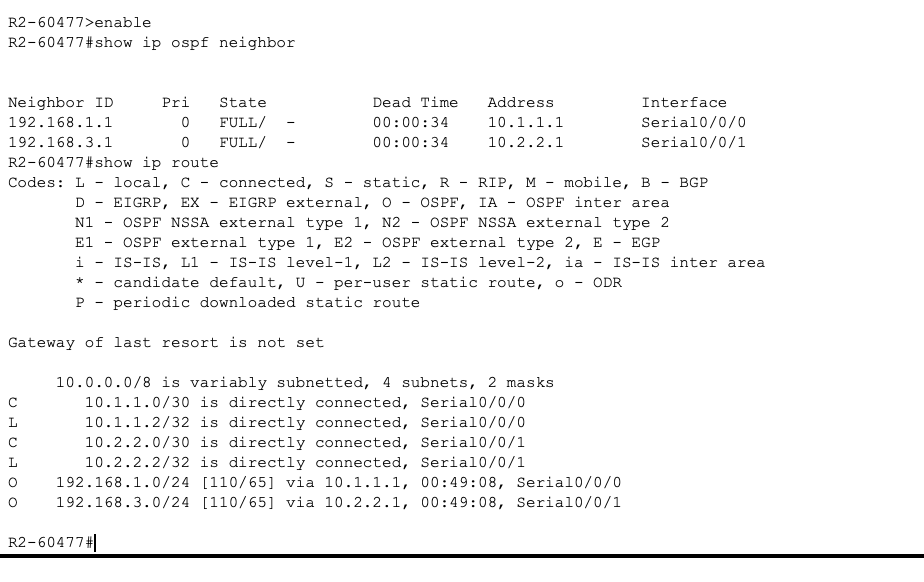 R2-60477>enable
R2-60477#show ip ospf neighbor
Neighbor ID     Pri   State           Dead Time   Address         Interface
192.168.1.1       0   FULL/  -        00:00:34    10.1.1.1        Serial0/0/0
192.168.3.1       0   FULL/  -        00:00:34    10.2.2.1        Serial0/0/1
R2-60477#show ip route
Codes: L - local, C - connected, S - static, R - RIP, M - mobile, B - BGP
       D - EIGRP, EX - EIGRP external, O - OSPF, IA - OSPF inter area
       N1 - OSPF NSSA external type 1, N2 - OSPF NSSA external type 2
       E1 - OSPF external type 1, E2 - OSPF external type 2, E - EGP
       i - IS-IS, L1 - IS-IS level-1, L2 - IS-IS level-2, ia - IS-IS inter area
       * - candidate default, U - per-user static route, o - ODR
       P - periodic downloaded static route
Gateway of last resort is not set
     10.0.0.0/8 is variably subnetted, 4 subnets, 2 masks
C       10.1.1.0/30 is directly connected, Serial0/0/0
L       10.1.1.2/32 is directly connected, Serial0/0/0
C       10.2.2.0/30 is directly connected, Serial0/0/1
L       10.2.2.2/32 is directly connected, Serial0/0/1
O    192.168.1.0/24 [110/65] via 10.1.1.1, 00:49:08, Serial0/0/0
O    192.168.3.0/24 [110/65] via 10.2.2.1, 00:49:08, Serial0/0/1
R2-60477#